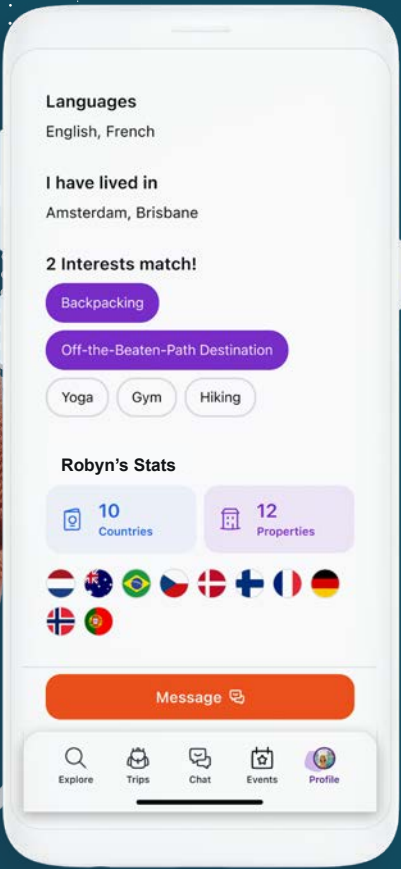 Languages
English, French
I have lived in
Amsterdam, Brisbane
2 Interests match!
Backpacking
Off-the-Beaten-Path Destination
Yoga Gym Hiking
Robyn's Stats
10 12
Countries Properties
Message
Explore Trips Chat Events Profile